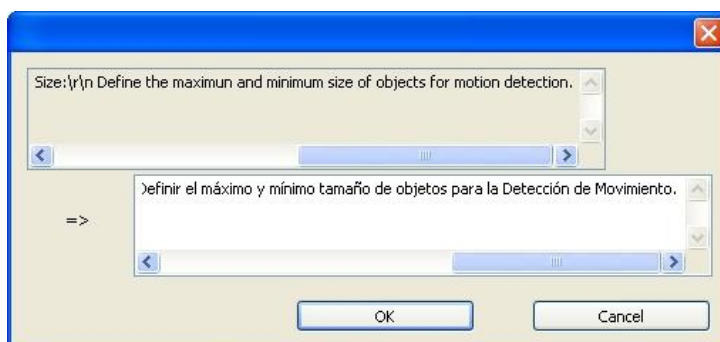 Size:\r\n Define the maximun and minimum size of objects for motion detection.
Definir el máximo y mínimo tamaño de objetos para la Detección de Movimiento.
=>
OK
Cancel